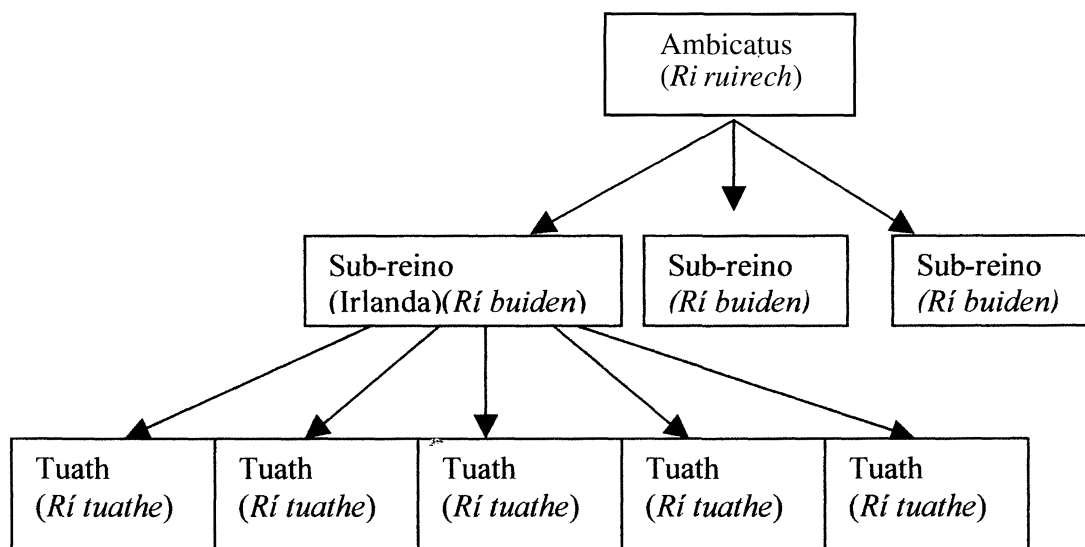 Ambicatus
(Ri ruirech)
Sub-reino
(Irlanda)(Rí buiden)
Sub-reino
(Rí buiden)
Sub-reino
(Rí buiden)
Tuath
(Rí tuathe)
Tuath
(Rí tuathe)
Tuath
(Rí tuathe)
Tuath
(Rí tuathe)
Tuath
(Rí tuathe)